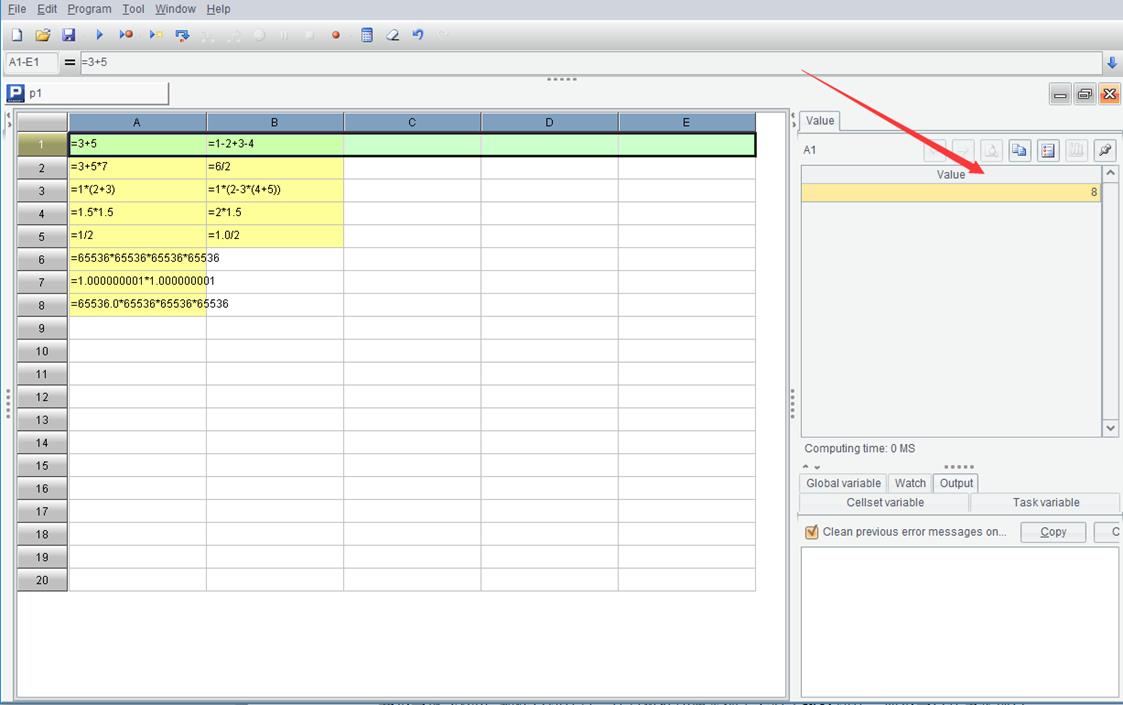 File Edit Program Tool Window Help
A1-E1 = =3+5
p1
A B C D E
1 =3+5 =1-2+3-4
2 =3+5*7 =6/2
3 =1*(2+3) =1*(2-3*(4+5))
4 =1.5*1.5 =2*1.5
5 =1/2 =1.0/2
6 =65536*65536*65536*65536
7 =1.000000001*1.000000001
8 =65536.0*65536*65536*65536
9
10
11
12
13
14
15
16
17
18
19
20
Value
A1
Value
8
Computing time: 0 MS
Global variable Watch Output
Cellset variable Task variable
Clean previous error messages on... Copy C